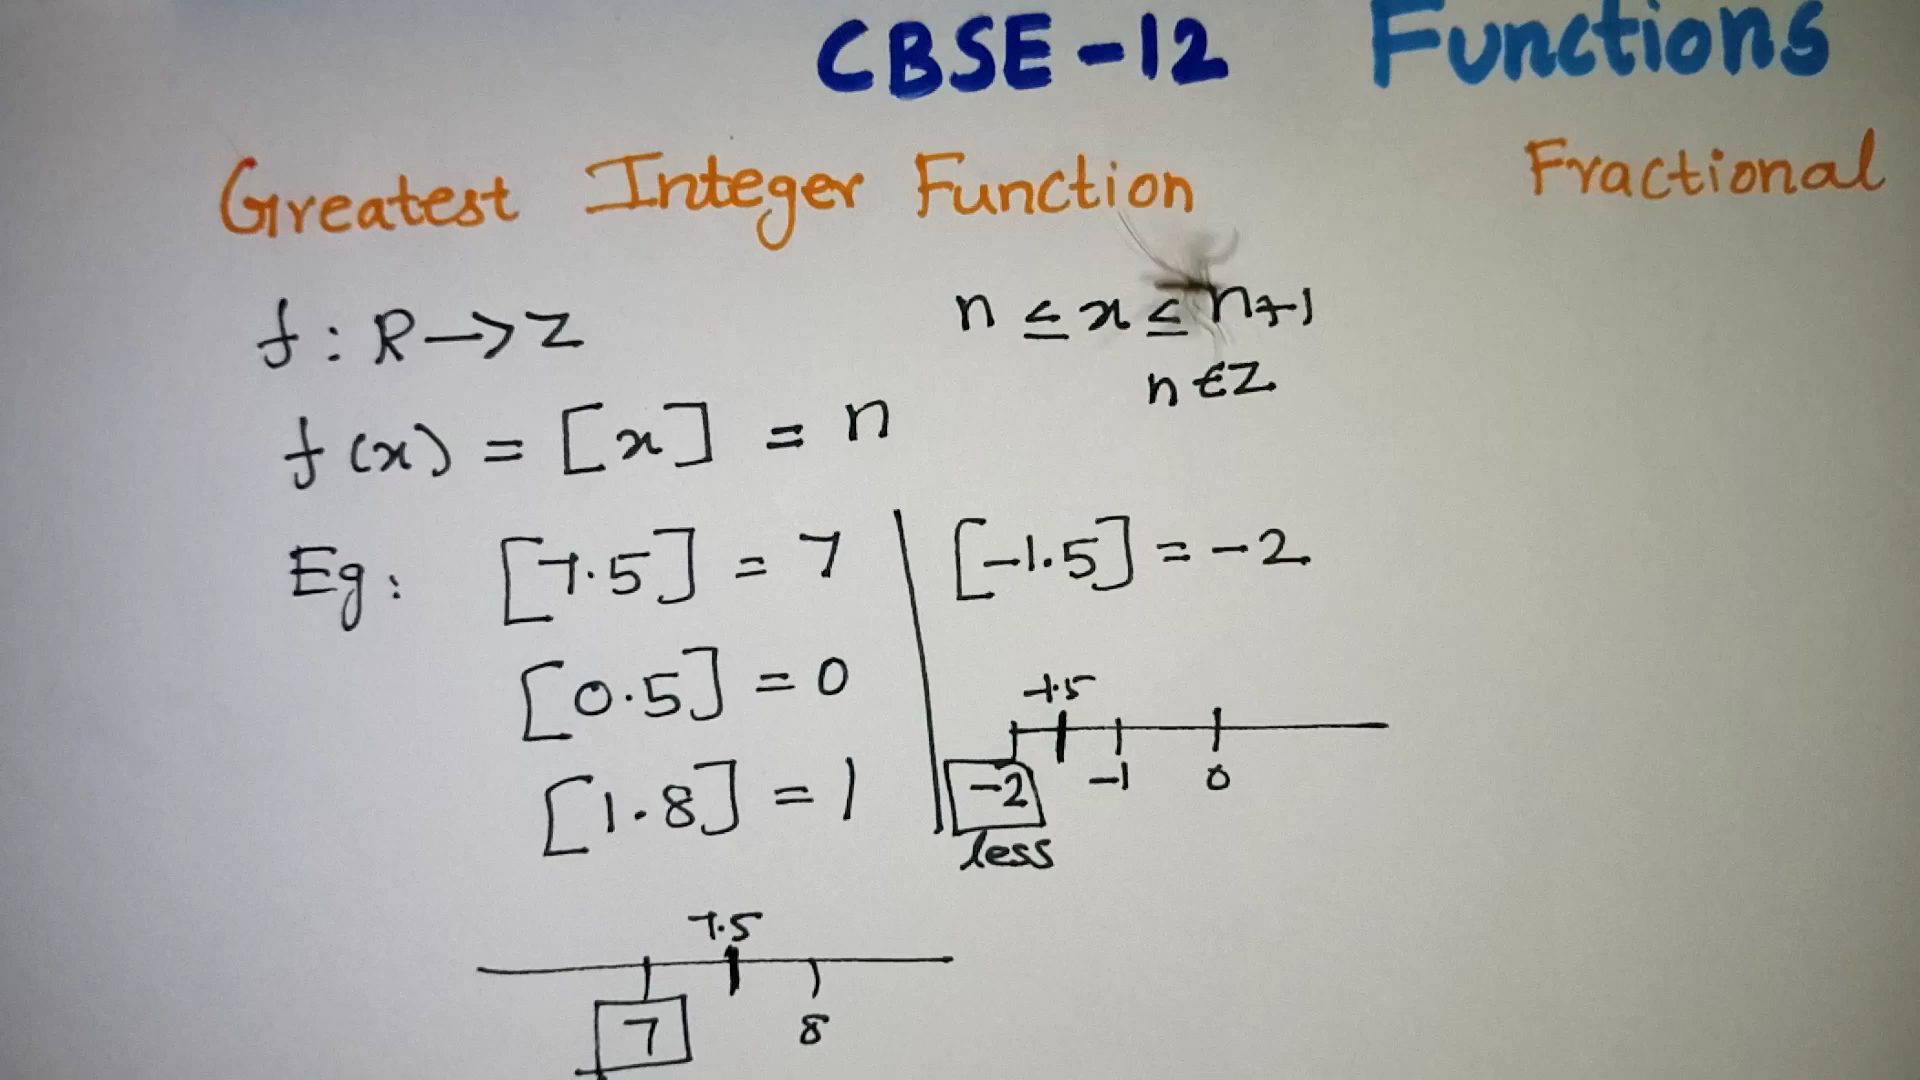 CBSE-12 Functions
Greatest Integer Function
Fractional
f : R → Z
n ≤ x ≤ n+1
n ∈ Z
f(x) = [x] = n
Eg: [7.5] = 7
[0.5] = 0
[1.8] = 1
[-1.5] = -2
-1.5
-2 -1 0
less
7.5
7 8